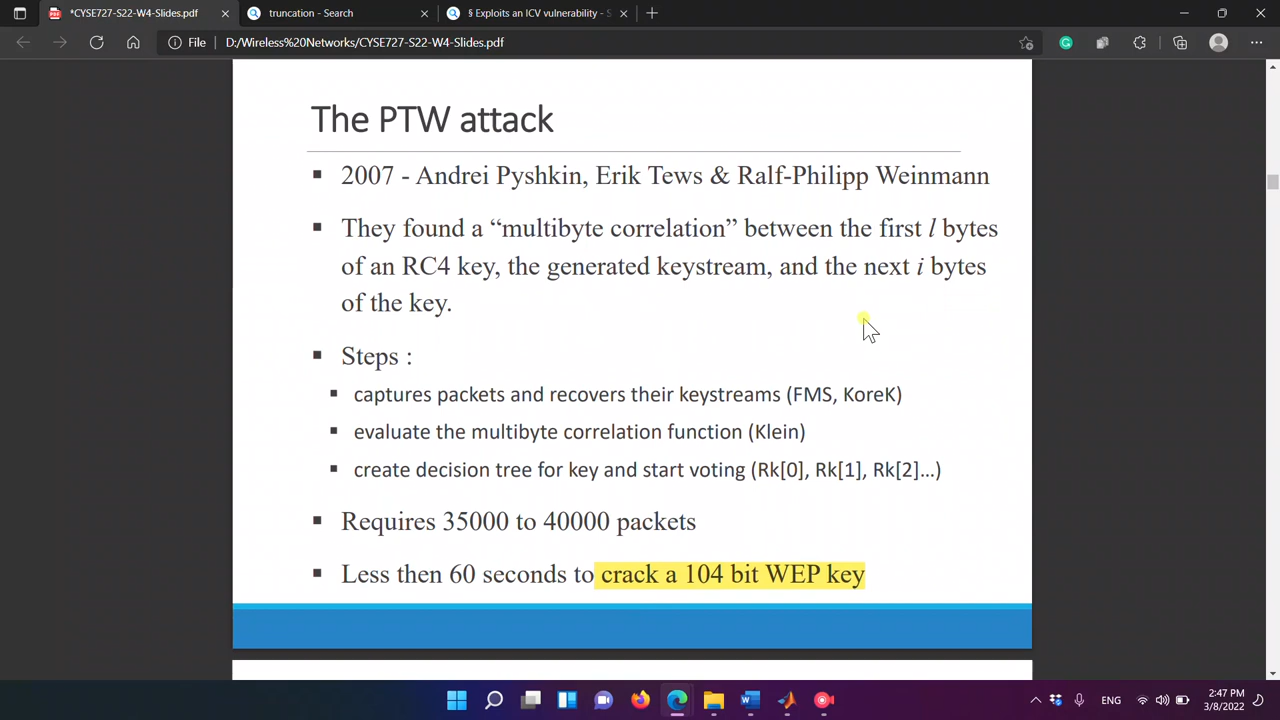 *CYSE727-S22-W4-Slides.pdf
truncation - Search
§ Exploits an ICV vulnerability - S
File
D:/Wireless%20Networks/CYSE727-S22-W4-Slides.pdf
The PTW attack
▪ 2007 - Andrei Pyshkin, Erik Tews & Ralf-Philipp Weinmann
▪ They found a “multibyte correlation” between the first l bytes
of an RC4 key, the generated keystream, and the next i bytes
of the key.
▪ Steps :
▪ captures packets and recovers their keystreams (FMS, KoreK)
▪ evaluate the multibyte correlation function (Klein)
▪ create decision tree for key and start voting (Rk[0], Rk[1], Rk[2]…)
▪ Requires 35000 to 40000 packets
▪ Less then 60 seconds to crack a 104 bit WEP key
ENG
2:47 PM
3/8/2022